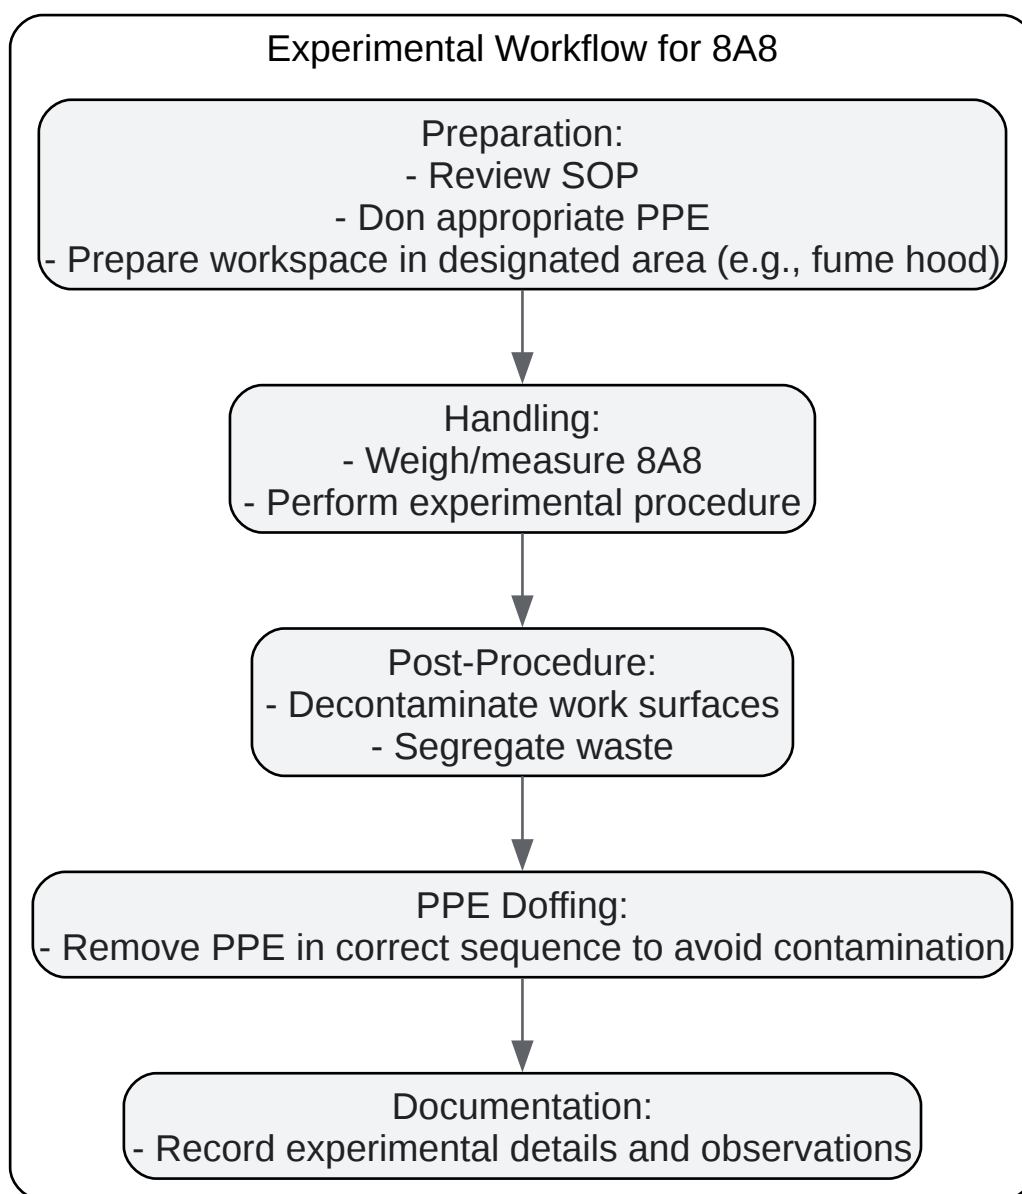 Experimental Workflow for 8A8
Preparation:
- Review SOP
- Don appropriate PPE
- Prepare workspace in designated area (e.g., fume hood)
Handling:
- Weigh/measure 8A8
- Perform experimental procedure
Post-Procedure:
- Decontaminate work surfaces
- Segregate waste
PPE Doffing:
- Remove PPE in correct sequence to avoid contamination
Documentation:
- Record experimental details and observations